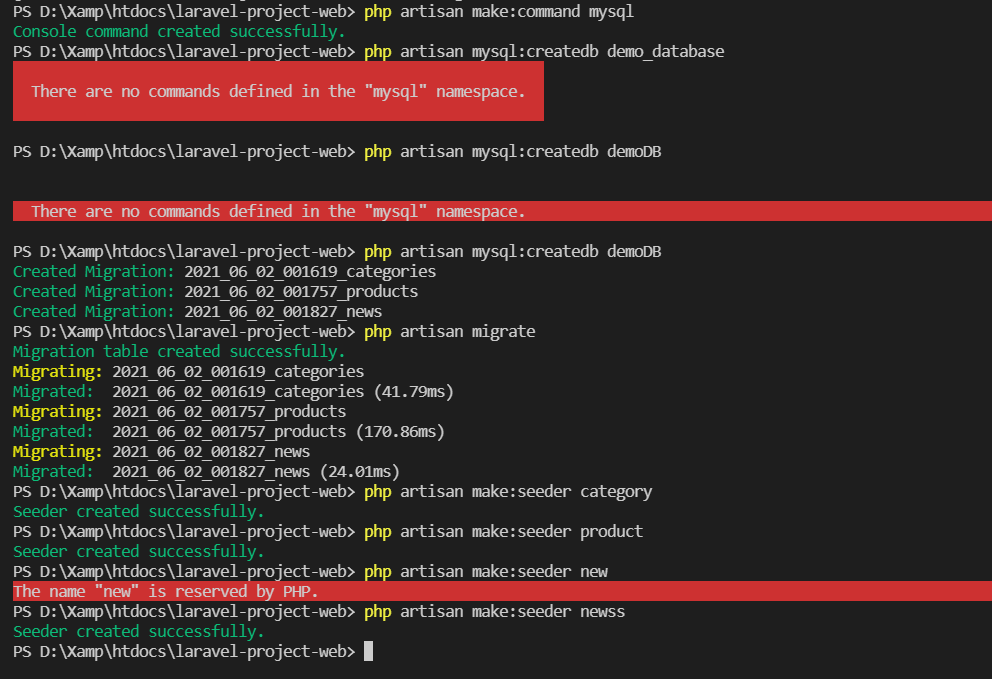 PS D:\Xamp\htdocs\laravel-project-web> php artisan make:command mysql
Console command created successfully.
PS D:\Xamp\htdocs\laravel-project-web> php artisan mysql:createdb demo_database
There are no commands defined in the "mysql" namespace.
PS D:\Xamp\htdocs\laravel-project-web> php artisan mysql:createdb demoDB
There are no commands defined in the "mysql" namespace.
PS D:\Xamp\htdocs\laravel-project-web> php artisan mysql:createdb demoDB
Created Migration: 2021_06_02_001619_categories
Created Migration: 2021_06_02_001757_products
Created Migration: 2021_06_02_001827_news
PS D:\Xamp\htdocs\laravel-project-web> php artisan migrate
Migration table created successfully.
Migrating: 2021_06_02_001619_categories
Migrated:  2021_06_02_001619_categories (41.79ms)
Migrating: 2021_06_02_001757_products
Migrated:  2021_06_02_001757_products (170.86ms)
Migrating: 2021_06_02_001827_news
Migrated:  2021_06_02_001827_news (24.01ms)
PS D:\Xamp\htdocs\laravel-project-web> php artisan make:seeder category
Seeder created successfully.
PS D:\Xamp\htdocs\laravel-project-web> php artisan make:seeder product
Seeder created successfully.
PS D:\Xamp\htdocs\laravel-project-web> php artisan make:seeder new
The name "new" is reserved by PHP.
PS D:\Xamp\htdocs\laravel-project-web> php artisan make:seeder newss
Seeder created successfully.
PS D:\Xamp\htdocs\laravel-project-web>